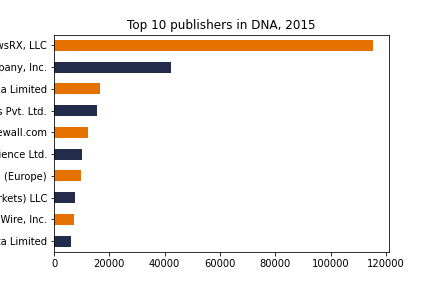 Top 10 publishers in DNA, 2015
wsRX, LLC
pany, Inc.
a Limited
s Pvt. Ltd.
ewall.com
ience Ltd.
(Europe)
rkets) LLC
Wire, Inc.
ta Limited
0 20000 40000 60000 80000 100000 120000